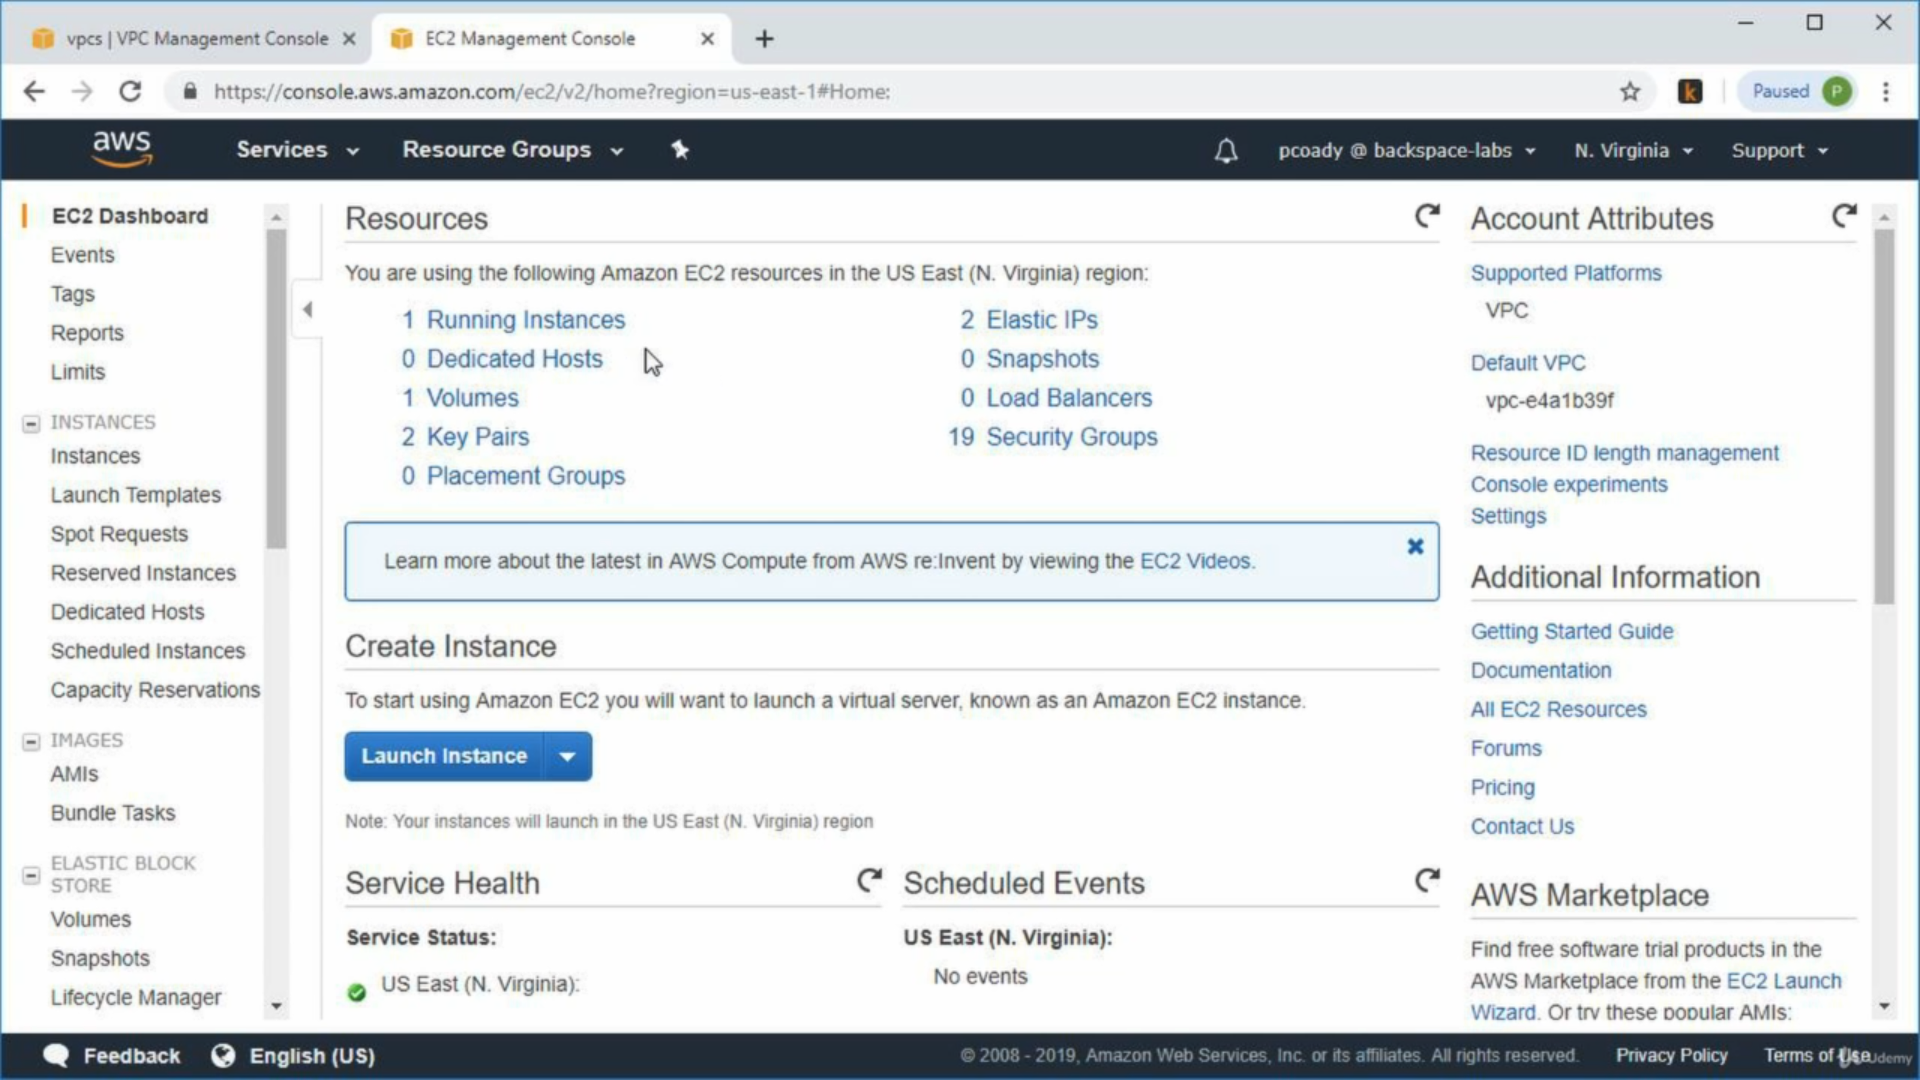 vpcs | VPC Management Console
EC2 Management Console
https://console.aws.amazon.com/ec2/v2/home?region=us-east-1#Home:
k
Paused
P
aws
Services
Resource Groups
pcoady @ backspace-labs
N. Virginia
Support
EC2 Dashboard
Events
Tags
Reports
Limits
INSTANCES
Instances
Launch Templates
Spot Requests
Reserved Instances
Dedicated Hosts
Scheduled Instances
Capacity Reservations
IMAGES
AMIs
Bundle Tasks
ELASTIC BLOCK
STORE
Volumes
Snapshots
Lifecycle Manager
Resources
You are using the following Amazon EC2 resources in the US East (N. Virginia) region:
1 Running Instances
2 Elastic IPs
0 Dedicated Hosts
0 Snapshots
1 Volumes
0 Load Balancers
2 Key Pairs
19 Security Groups
0 Placement Groups
Learn more about the latest in AWS Compute from AWS re:Invent by viewing the EC2 Videos.
Create Instance
To start using Amazon EC2 you will want to launch a virtual server, known as an Amazon EC2 instance.
Launch Instance
Note: Your instances will launch in the US East (N. Virginia) region
Service Health
Service Status:
US East (N. Virginia):
Scheduled Events
US East (N. Virginia):
No events
Account Attributes
Supported Platforms
VPC
Default VPC
vpc-e4a1b39f
Resource ID length management
Console experiments
Settings
Additional Information
Getting Started Guide
Documentation
All EC2 Resources
Forums
Pricing
Contact Us
AWS Marketplace
Find free software trial products in the
AWS Marketplace from the EC2 Launch
Wizard. Or try these popular AMIs:
Feedback
English (US)
© 2008 - 2019, Amazon Web Services, Inc. or its affiliates. All rights reserved.
Privacy Policy
Terms of Use
Udemy